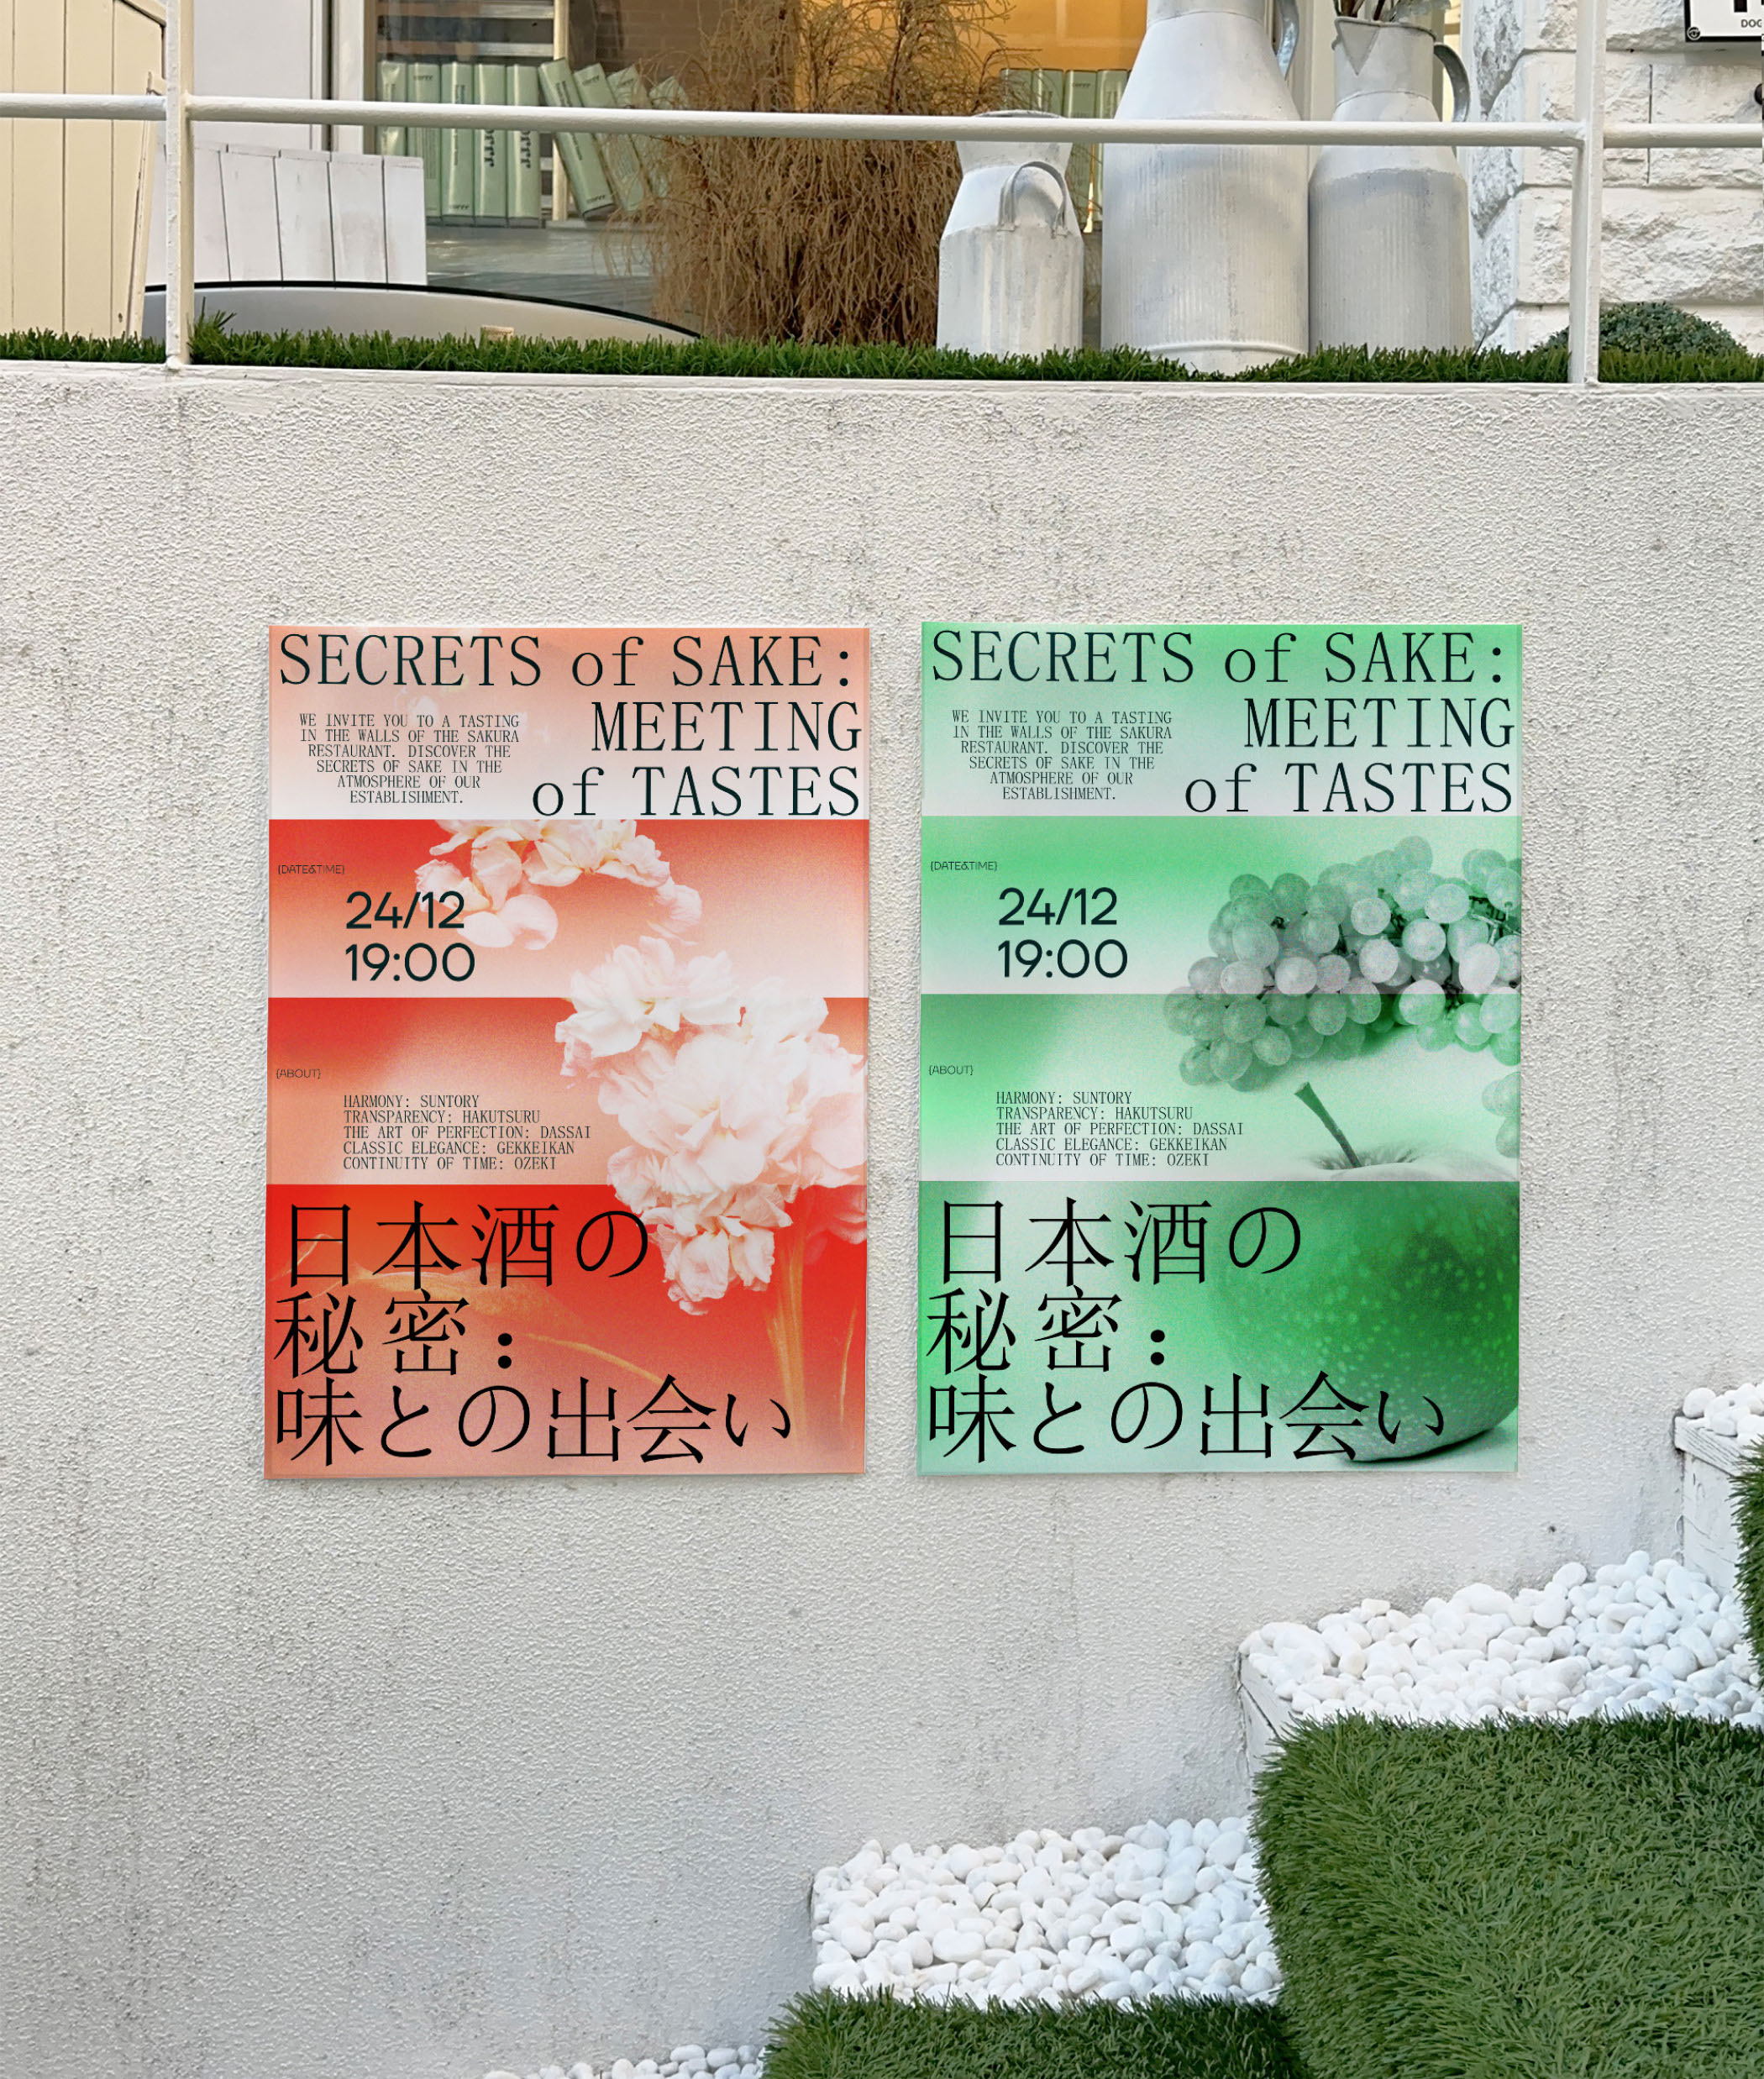 DOG
SECRETS of SAKE:
MEETING
of TASTES
WE INVITE YOU TO A TASTING
IN THE WALLS OF THE SAKURA
RESTAURANT. DISCOVER THE
SECRETS OF SAKE IN THE
ATMOSPHERE OF OUR
ESTABLISHMENT.
{DATE&TIME}
24/12
19:00
{ABOUT}
HARMONY: SUNTORY
TRANSPARENCY: HAKUTSURU
THE ART OF PERFECTION: DASSAI
CLASSIC ELEGANCE: GEKKEIKAN
CONTINUITY OF TIME: OZEKI
日本酒の
秘密：
味との出会い
SECRETS of SAKE:
MEETING
of TASTES
WE INVITE YOU TO A TASTING
IN THE WALLS OF THE SAKURA
RESTAURANT. DISCOVER THE
SECRETS OF SAKE IN THE
ATMOSPHERE OF OUR
ESTABLISHMENT.
{DATE&TIME}
24/12
19:00
{ABOUT}
HARMONY: SUNTORY
TRANSPARENCY: HAKUTSURU
THE ART OF PERFECTION: DASSAI
CLASSIC ELEGANCE: GEKKEIKAN
CONTINUITY OF TIME: OZEKI
日本酒の
秘密：
味との出会い